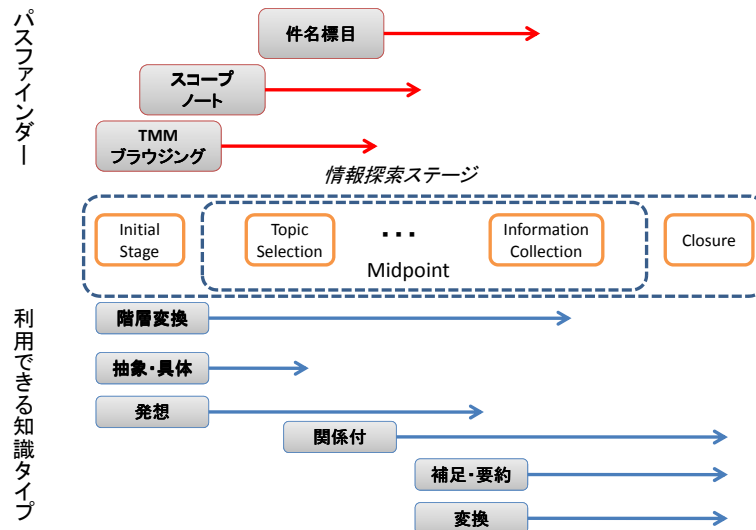 パスファインダー
件名標目
スコープ
ノート
TMM
ブラウジング
情報探索ステージ
Initial
Stage
Topic
Selection
...
Information
Collection
Closure
Midpoint
利用できる知識タイプ
階層変換
抽象・具体
発想
関係付
補足・要約
変換